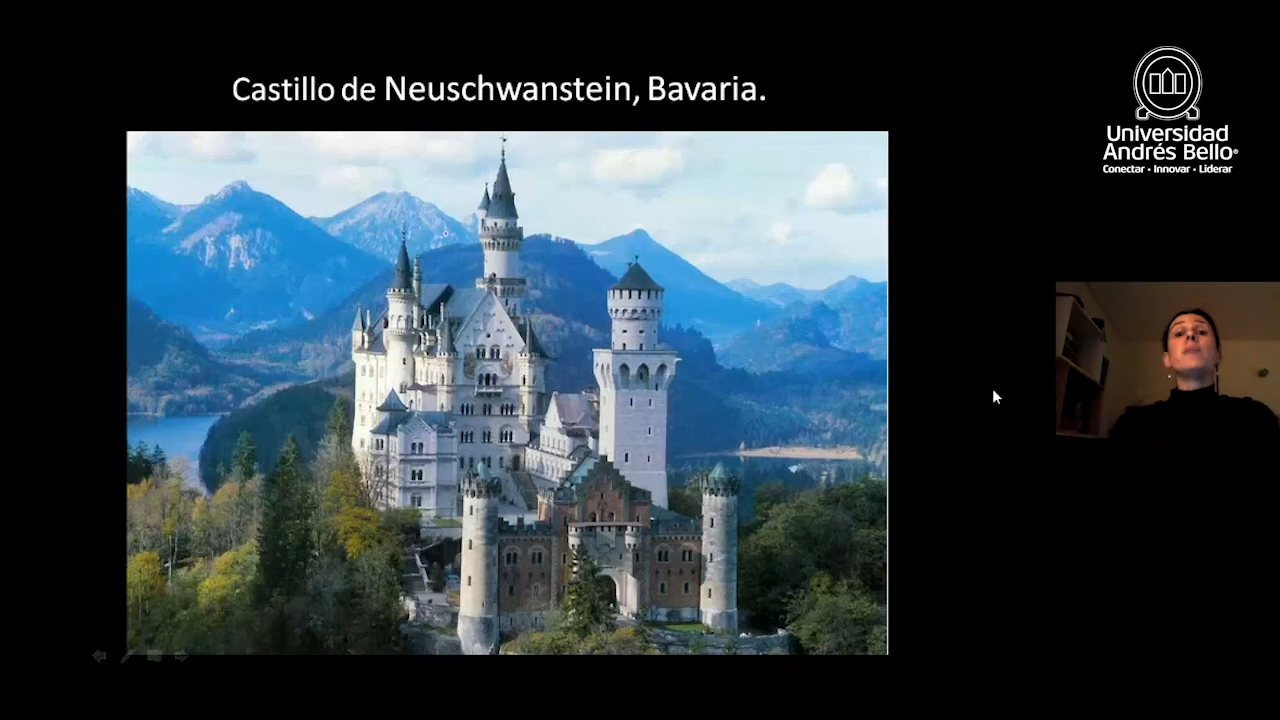 Castillo de Neuschwanstein, Bavaria.
Universidad
Andrés Bello®
Conectar • Innovar • Liderar